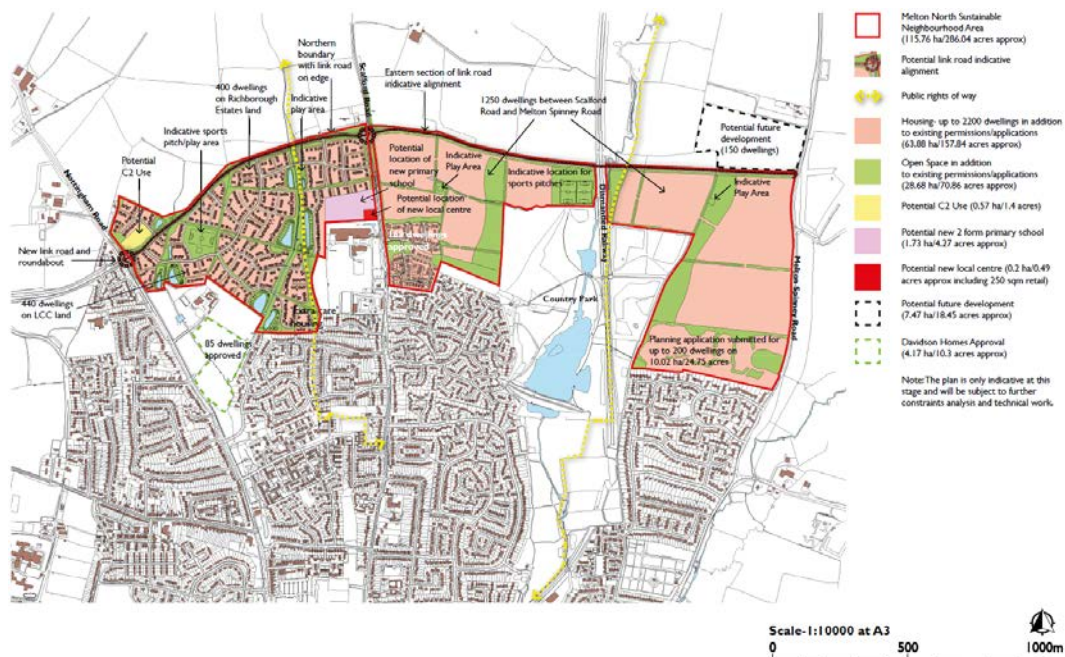 Northern
boundary
with link road
on edge
Scalford Road
Eastern section of link road
indicative alignment
400 dwellings
on Richborough
Estates land
Indicative
play area
1250 dwellings between Scalford
Road and Melton Spinney Road
Indicative sports
pitch/play area
Potential
C2 Use
Nottingham Road
Potential
location of
new primary
school
Indicative
Play Area
Indicative location for
sports pitches
Potential location
of new local centre
Potential future
development
(150 dwellings)
Indicative
Play Area
approved
New link road and
roundabout
440 dwellings
on LCC land
85 dwellings
approved
Country Park
Dismantled Railway
Melton Spinney Road
Planning application submitted for
up to 200 dwellings on
10.02 ha/24.75 acres
Melton North Sustainable
Neighbourhood Area
(115.76 ha/286.04 acres approx)
Potential link road indicative
alignment
Public rights of way
Housing- up to 2200 dwellings in addition
to existing permissions/applications
(63.88 ha/157.84 acres approx)
Open Space in addition
to existing permissions/applications
(28.68 ha/70.86 acres approx)
Potential C2 Use (0.57 ha/1.4 acres)
Potential new 2 form primary school
(1.73 ha/4.27 acres approx)
Potential new local centre (0.2 ha/0.49
acres approx including 250 sqm retail)
Potential future development
(7.47 ha/18.45 acres approx)
Davidson Homes Approval
(4.17 ha/10.3 acres approx)
Note: The plan is only indicative at this
stage and will be subject to further
constraints analysis and technical work.
Scale-1:10000 at A3
0 500 1000m